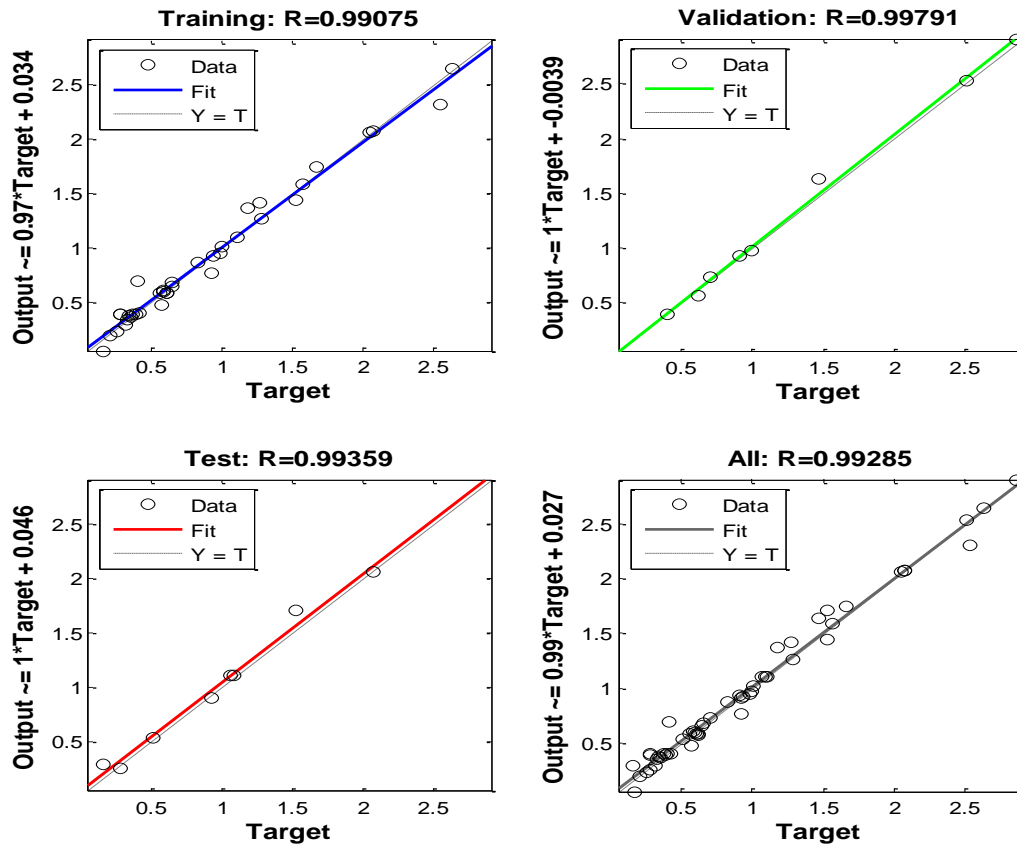 Training: R=0.99075
Output ~= 0.97*Target + 0.034
Data
Fit
Y = T
2.5
2
1.5
1
0.5
0.5 1 1.5 2 2.5
Target
Validation: R=0.99791
Output ~= 1*Target + -0.0039
Data
Fit
Y = T
2.5
2
1.5
1
0.5
0.5 1 1.5 2 2.5
Target
Test: R=0.99359
Output ~= 1*Target + 0.046
Data
Fit
Y = T
2.5
2
1.5
1
0.5
0.5 1 1.5 2 2.5
Target
All: R=0.99285
Output ~= 0.99*Target + 0.027
Data
Fit
Y = T
2.5
2
1.5
1
0.5
0.5 1 1.5 2 2.5
Target